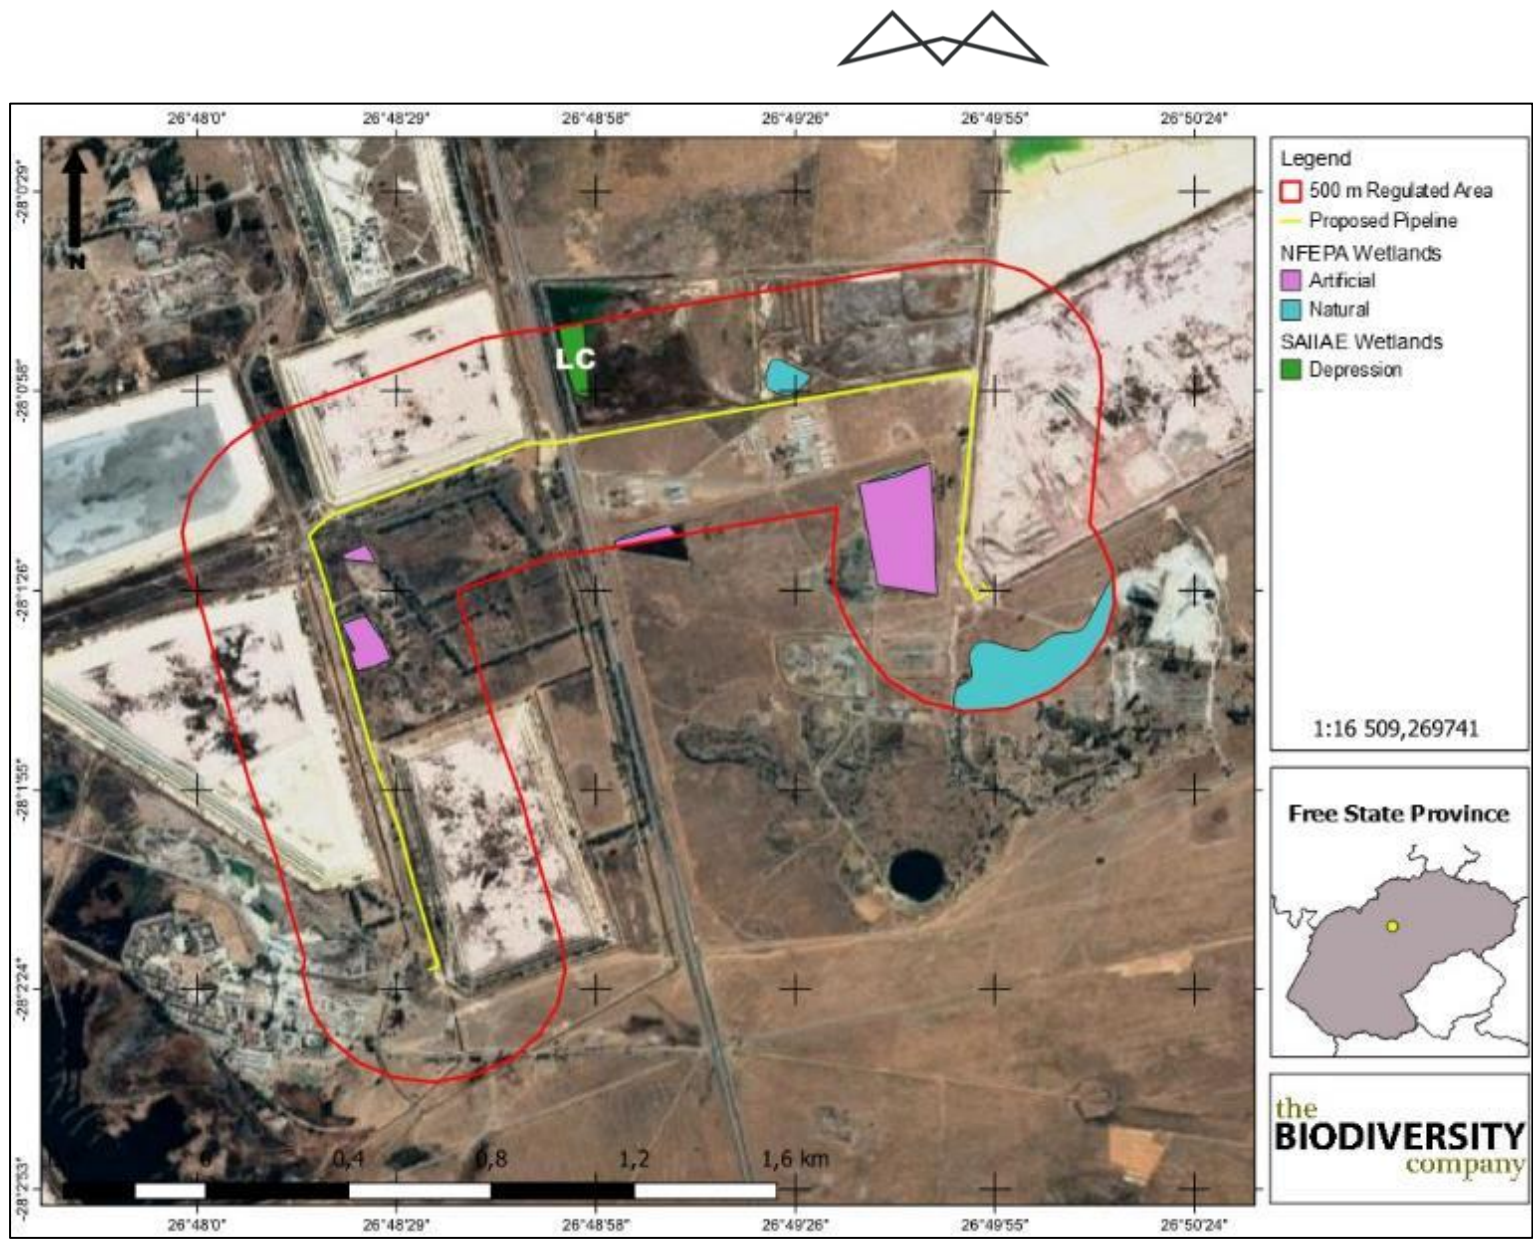 26°48'0" 26°48'29" 26°48'58" 26°49'26" 26°49'55" 26°50'24"
-28°0'29"
-28°0'58"
-28°1'26"
-28°1'55"
-28°2'24"
-28°2'53"
N
LC
0 0,4 0,8 1,2 1,6 km
26°48'0" 26°48'29" 26°48'58" 26°49'26" 26°49'55" 26°50'24"
Legend
500 m Regulated Area
Proposed Pipeline
NFEPA Wetlands
Artificial
Natural
SAIIAE Wetlands
Depression
1:16 509,269741
Free State Province
the
BIODIVERSITY
company